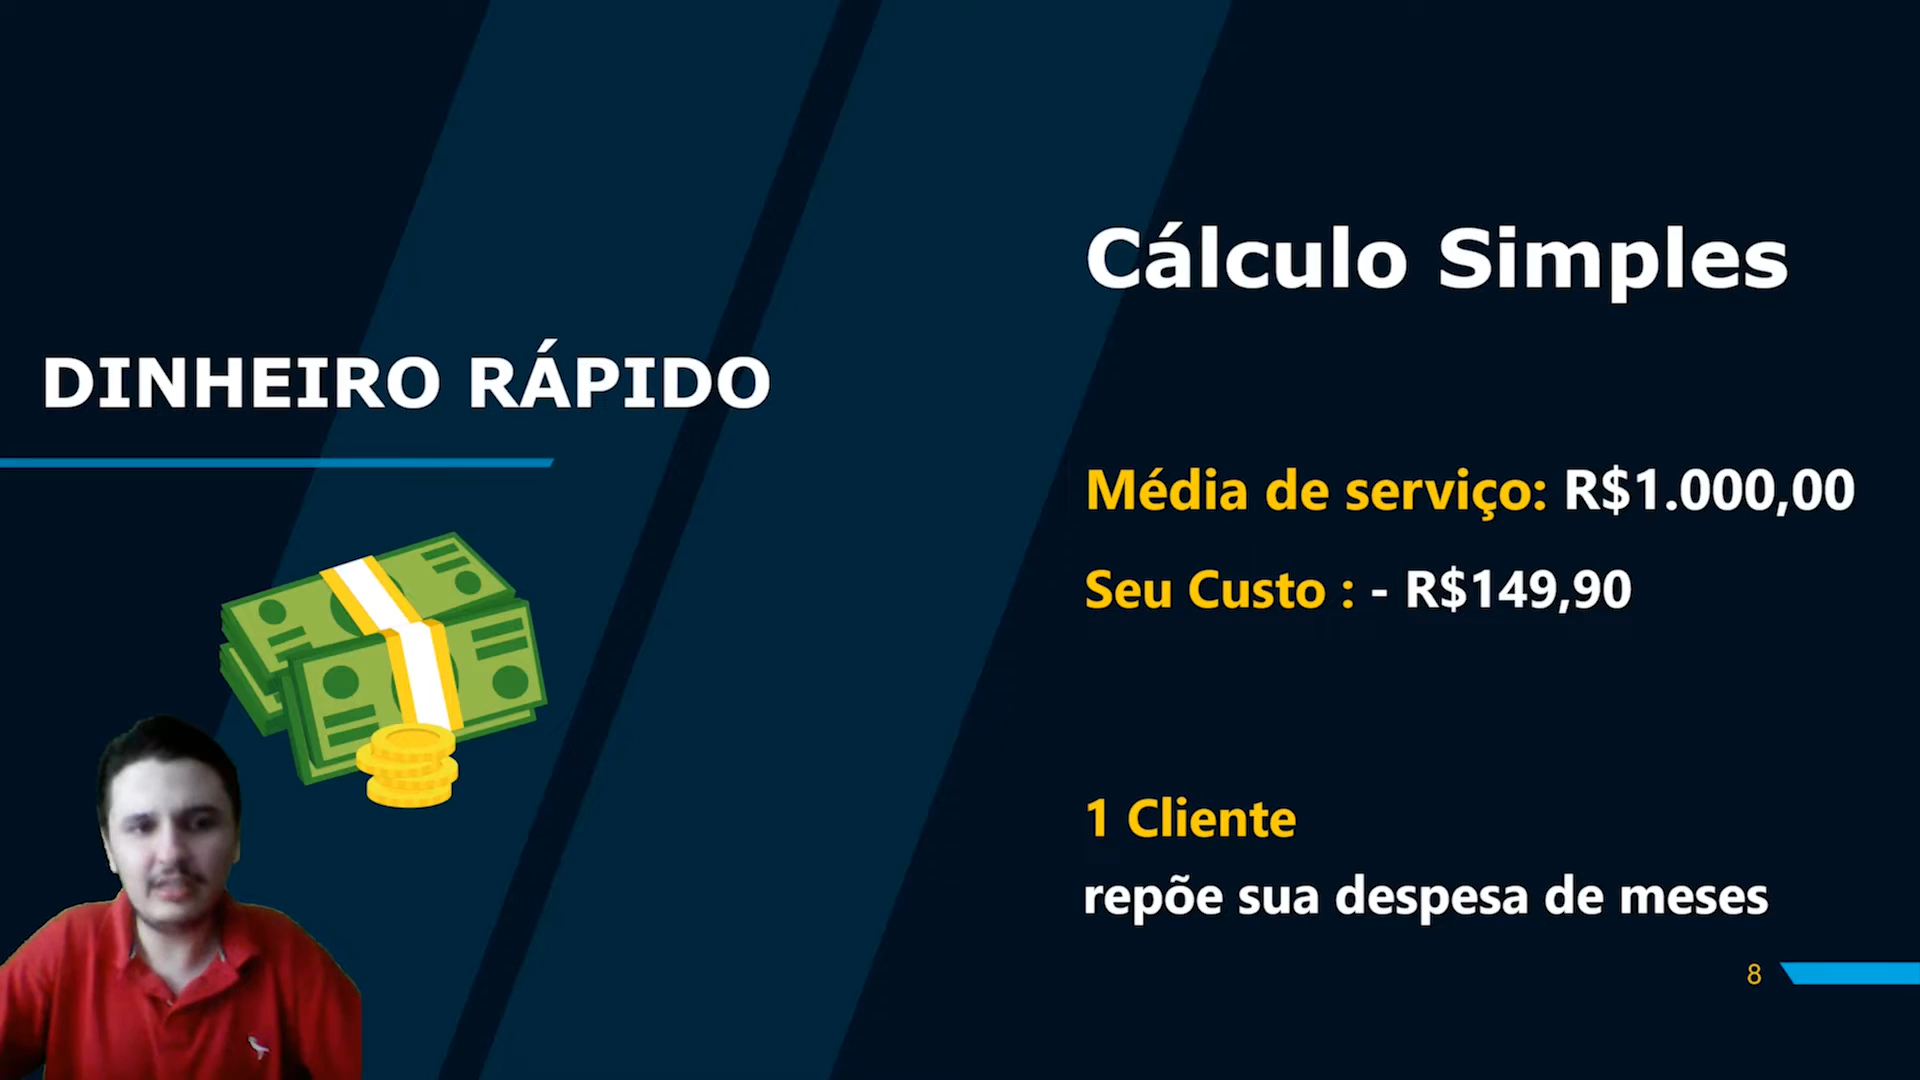 DINHEIRO RÁPIDO
Cálculo Simples
Média de serviço: R$1.000,00
Seu Custo : - R$149,90
1 Cliente
repõe sua despesa de meses
8